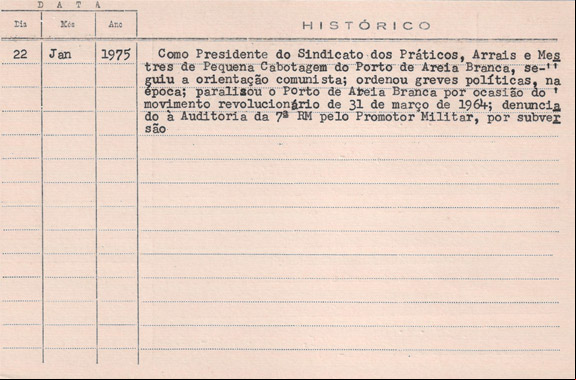 D A T A
Dia Mês Ano HISTÓRICO
22 Jan 1975 Como Presidente do Sindicato dos Práticos, Arrais e Mes
tres de Pequena Cabotagem do Porto de Areia Branca, se-''
guiu a orientação comunista; ordenou greves políticas, na
época; paralisou o Porto de Areia Branca por ocasião do '
movimento revolucionário de 31 de março de 1964; denuncia
do à Auditoria da 7ª RM pelo Promotor Militar, por subver
são